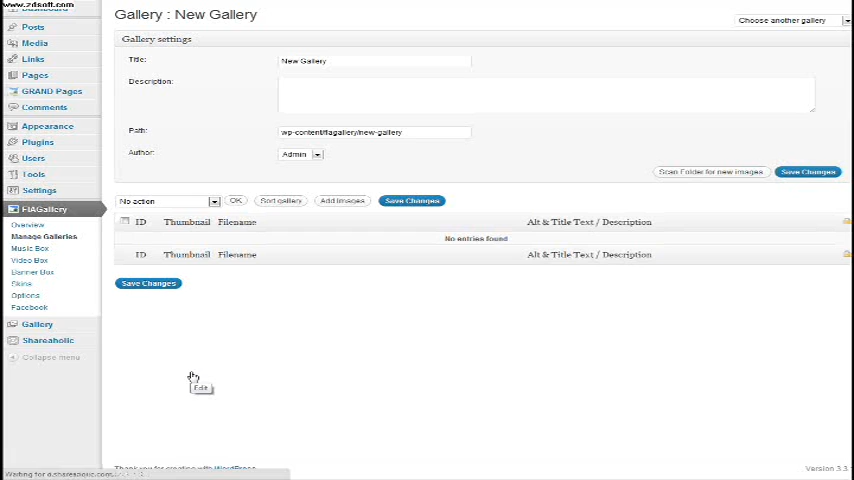 www.zdsoft.com
Dashboard
Gallery : New Gallery
Choose another gallery
Posts
Media
Links
Pages
GRAND Pages
Comments
Appearance
Plugins
Users
Tools
Settings
FlAGallery
Overview
Manage Galleries
Music Box
Video Box
Banner Box
Skins
Options
Facebook
Gallery
Shareaholic
Collapse menu
Gallery settings
Title: New Gallery
Description:
Path: wp-content/flagallery/new-gallery
Author: Admin
Scan Folder for new images Save Changes
No action OK Sort gallery Add Images Save Changes
ID Thumbnail Filename Alt & Title Text / Description
No entries found
ID Thumbnail Filename Alt & Title Text / Description
Save Changes
Edit
Thank you for creating with WordPress
Version 3.3.
Waiting for